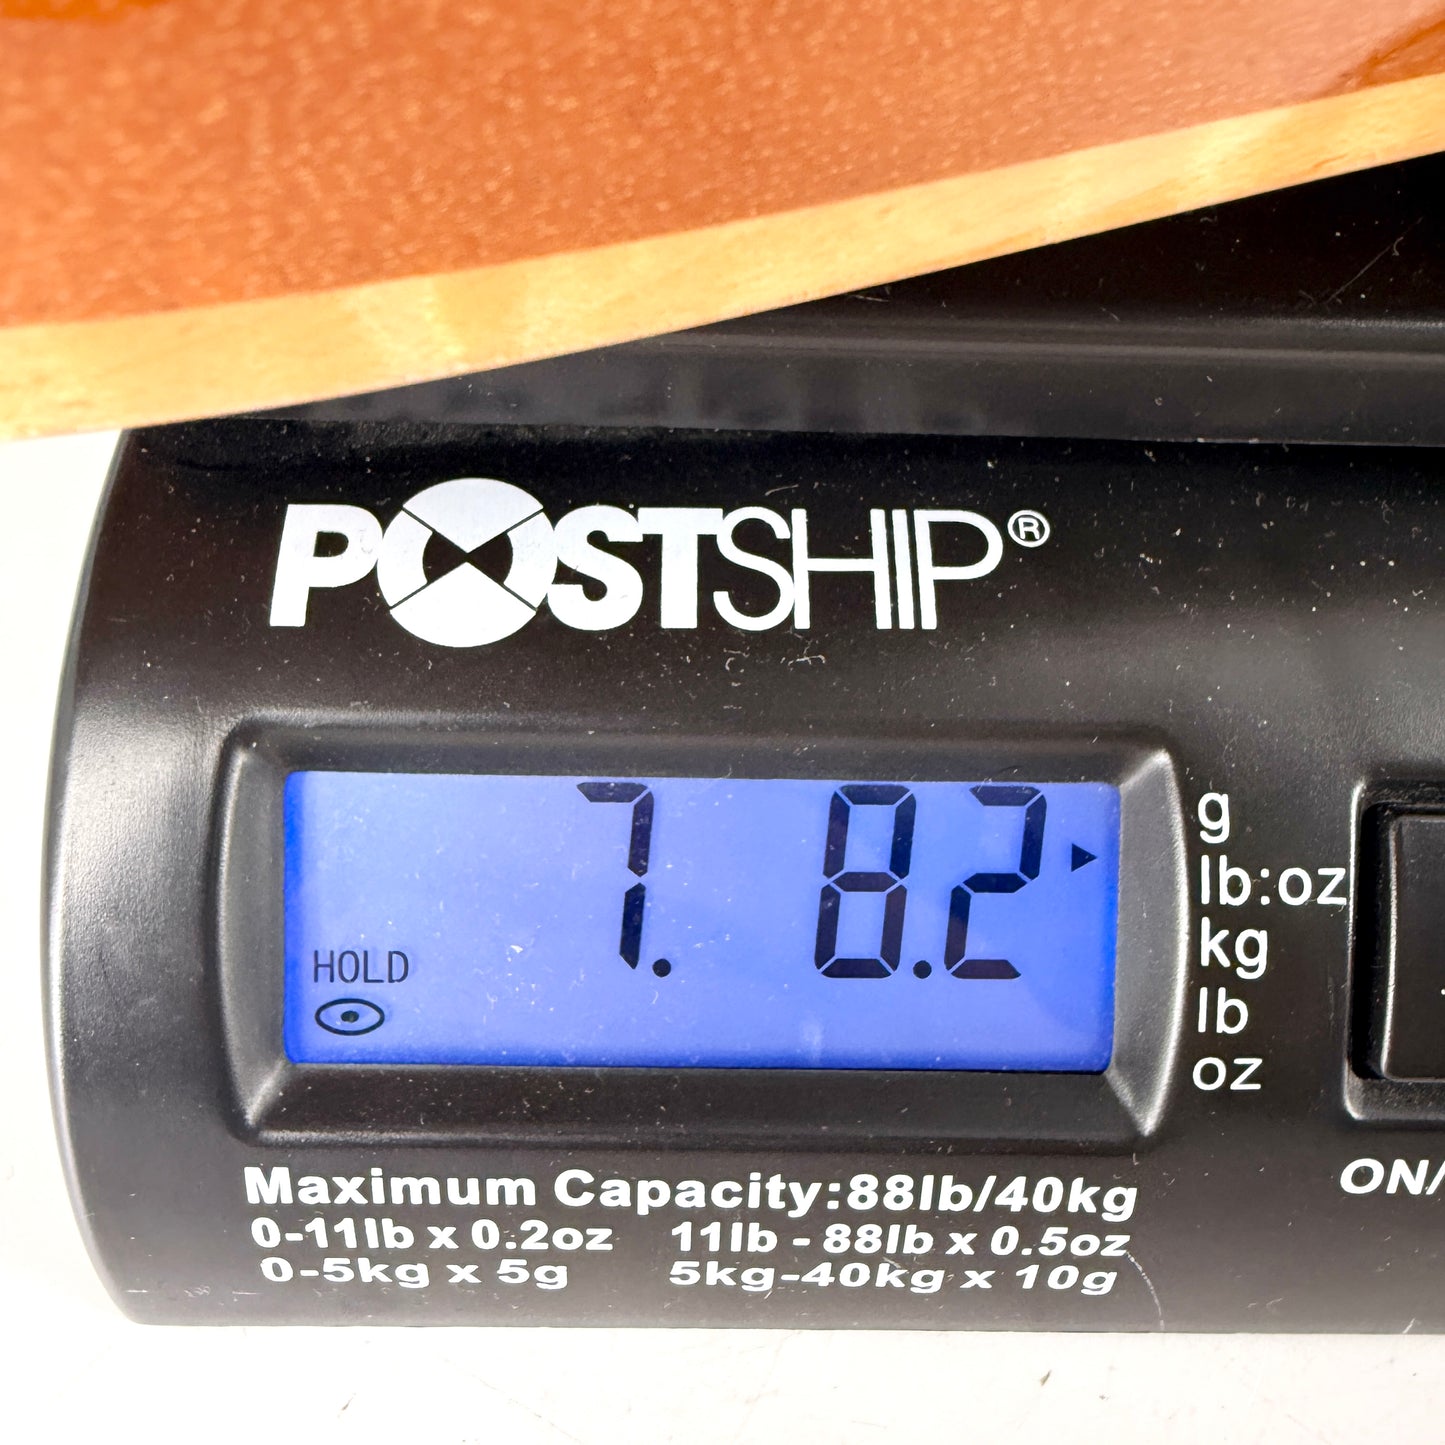 POSTSHIP®
7. 8.2
HOLD
g
lb:oz
kg
lb
oz
ON/
Maximum Capacity:88lb/40kg
0-11lb x 0.2oz 11lb - 88lb x 0.5oz
0-5kg x 5g 5kg-40kg x 10g